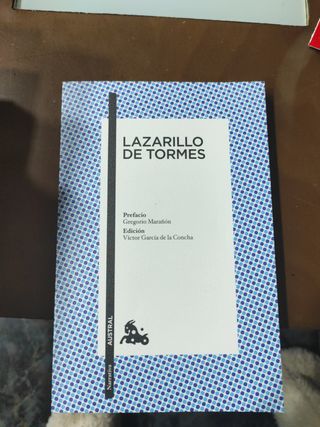 LAZARILLO
DE TORMES
Prefacio
Gregorio Marañón
Edición
Víctor García de la Concha
Narrativa
AUSTRAL